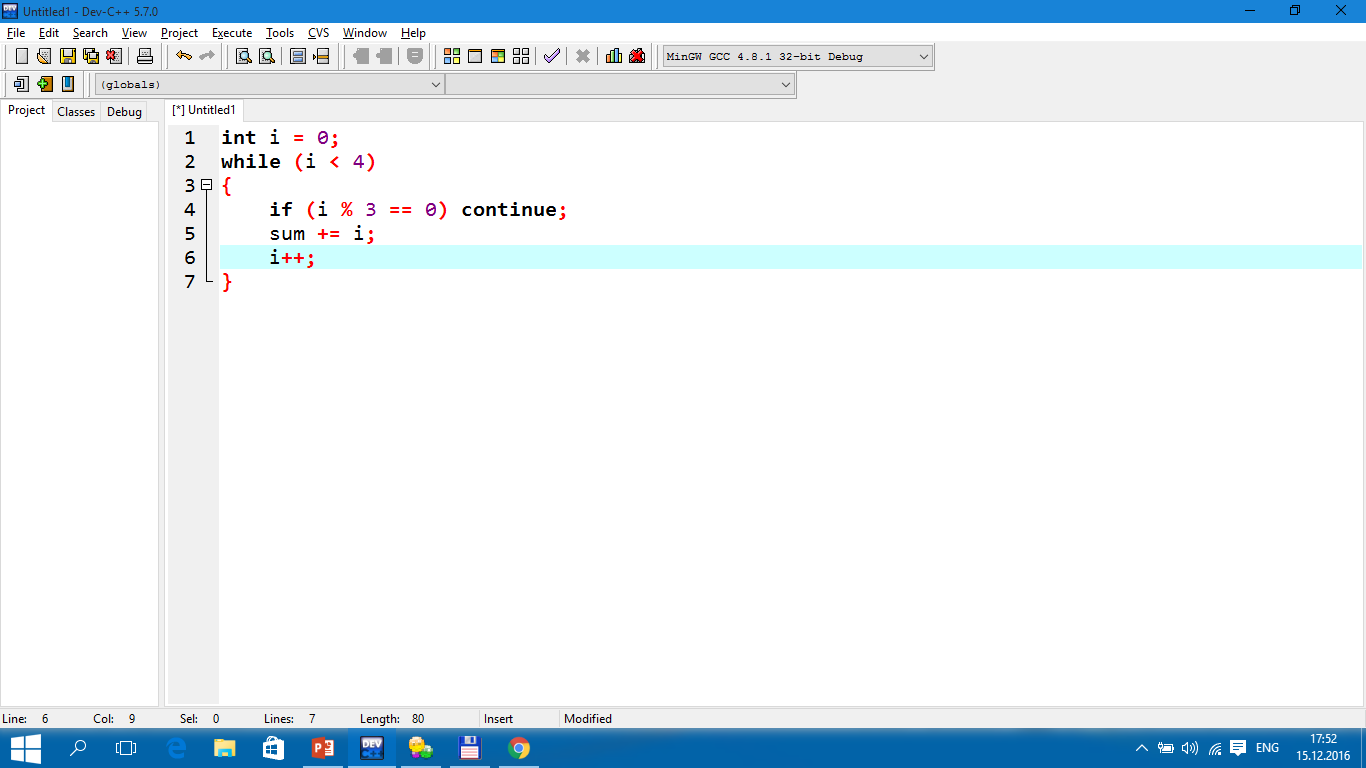 Untitled1 - Dev-C++ 5.7.0
File Edit Search View Project Execute Tools CVS Window Help
MinGW GCC 4.8.1 32-bit Debug
(globals)
Project Classes Debug [*] Untitled1
1 int i = 0;
2 while (i < 4)
3 {
4     if (i % 3 == 0) continue;
5     sum += i;
6     i++;
7 }
Line: 6 Col: 9 Sel: 0 Lines: 7 Length: 80 Insert Modified
ENG 17:52
15.12.2016